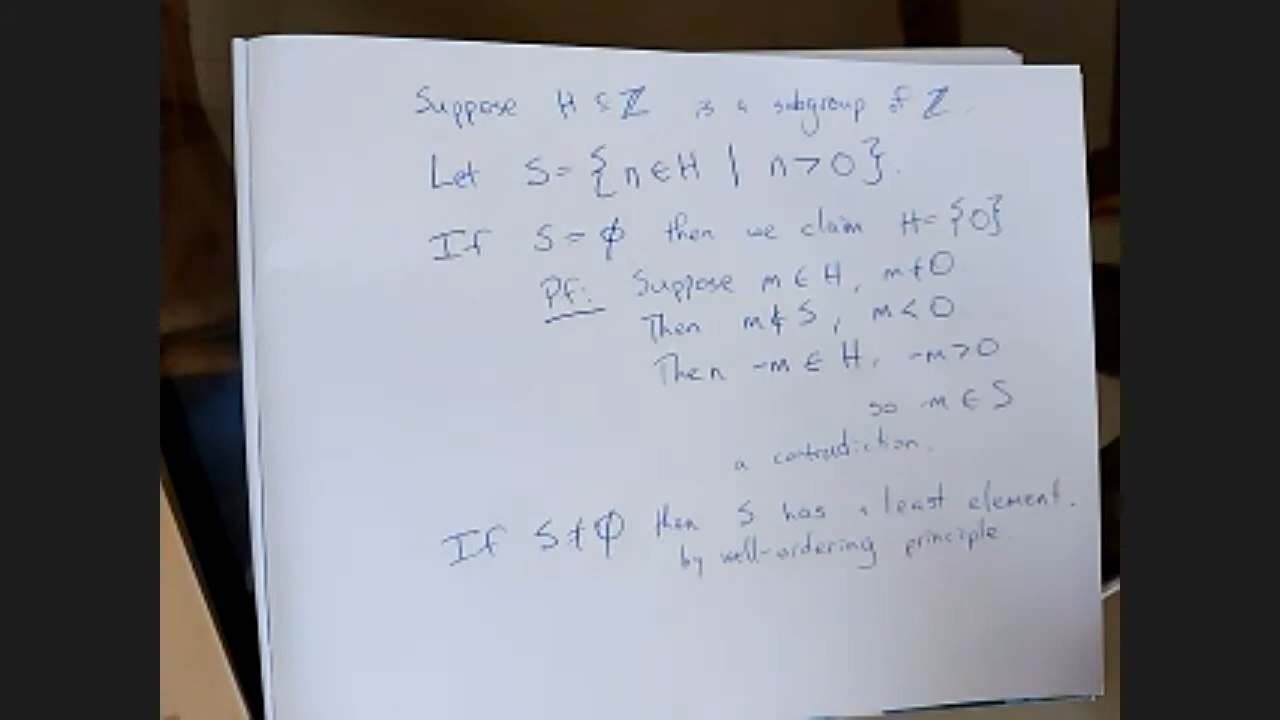 Suppose H ≤ ℤ is a subgroup of ℤ.
Let S = {n ∈ H | n > 0}.
If S = ∅ then we claim H = {0}
Pf: Suppose m ∈ H, m ≠ 0
Then m ∉ S, m < 0
Then -m ∈ H, -m > 0
so -m ∈ S
a contradiction.
If S ≠ ∅ then S has a least element.
by well-ordering principle.